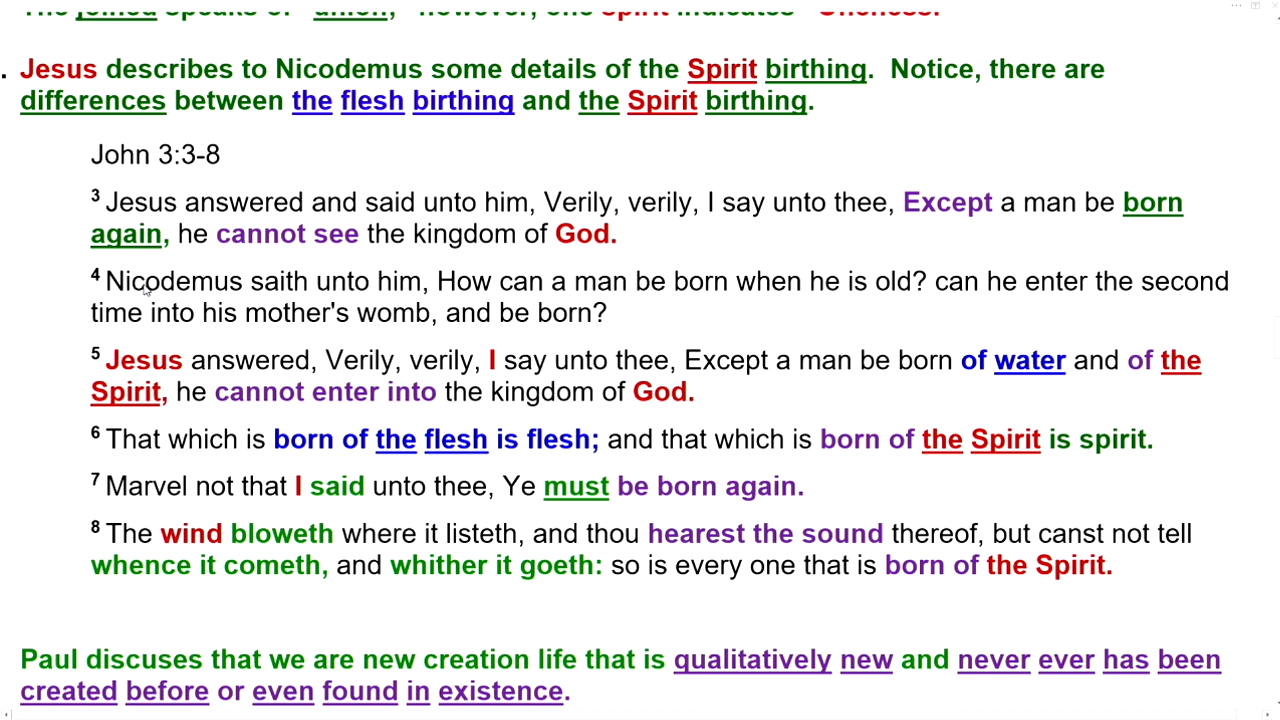 The joined speaks of "union," however, one spirit indicates "Oneness."
. Jesus describes to Nicodemus some details of the Spirit birthing. Notice, there are
differences between the flesh birthing and the Spirit birthing.
John 3:3-8
3 Jesus answered and said unto him, Verily, verily, I say unto thee, Except a man be born
again, he cannot see the kingdom of God.
4 Nicodemus saith unto him, How can a man be born when he is old? can he enter the second
time into his mother's womb, and be born?
5 Jesus answered, Verily, verily, I say unto thee, Except a man be born of water and of the
Spirit, he cannot enter into the kingdom of God.
6 That which is born of the flesh is flesh; and that which is born of the Spirit is spirit.
7 Marvel not that I said unto thee, Ye must be born again.
8 The wind bloweth where it listeth, and thou hearest the sound thereof, but canst not tell
whence it cometh, and whither it goeth: so is every one that is born of the Spirit.
Paul discuses that we are new creation life that is qualitatively new and never ever has been
created before or even found in existence.